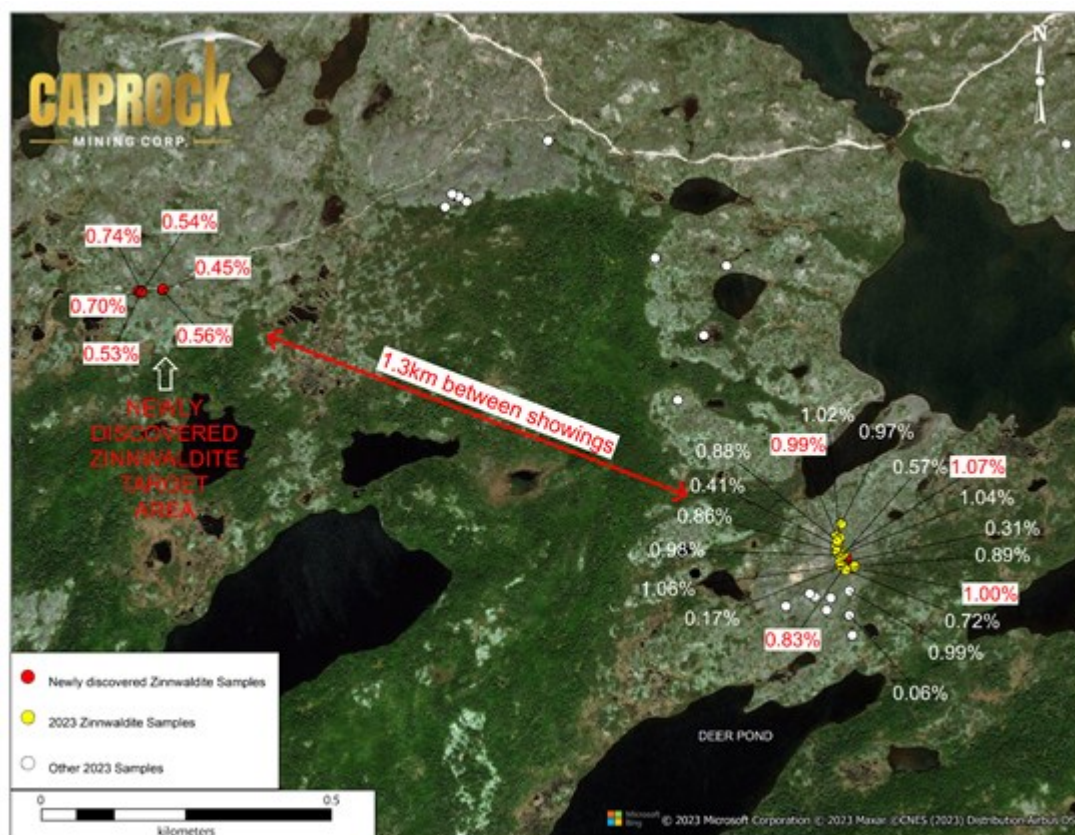 CAPROCK
MINING CORP.
N
0.74%
0.54%
0.45%
0.70%
0.53%
0.56%
NEWLY
DISCOVERED
ZINNWALDITE
TARGET
AREA
1.3km between showings
1.02%
0.99%
0.97%
0.88%
0.57%
1.07%
0.41%
1.04%
0.86%
0.31%
0.98%
0.89%
1.06%
1.00%
0.17%
0.72%
0.83%
0.99%
0.06%
DEER POND
Newly discovered Zinnwaldite Samples
2023 Zinnwaldite Samples
Other 2023 Samples
0 0.5
kilometers
Microsoft
Bing
© 2023 Microsoft Corporation © 2023 Maxar ©CNES (2023) Distribution Airbus DS